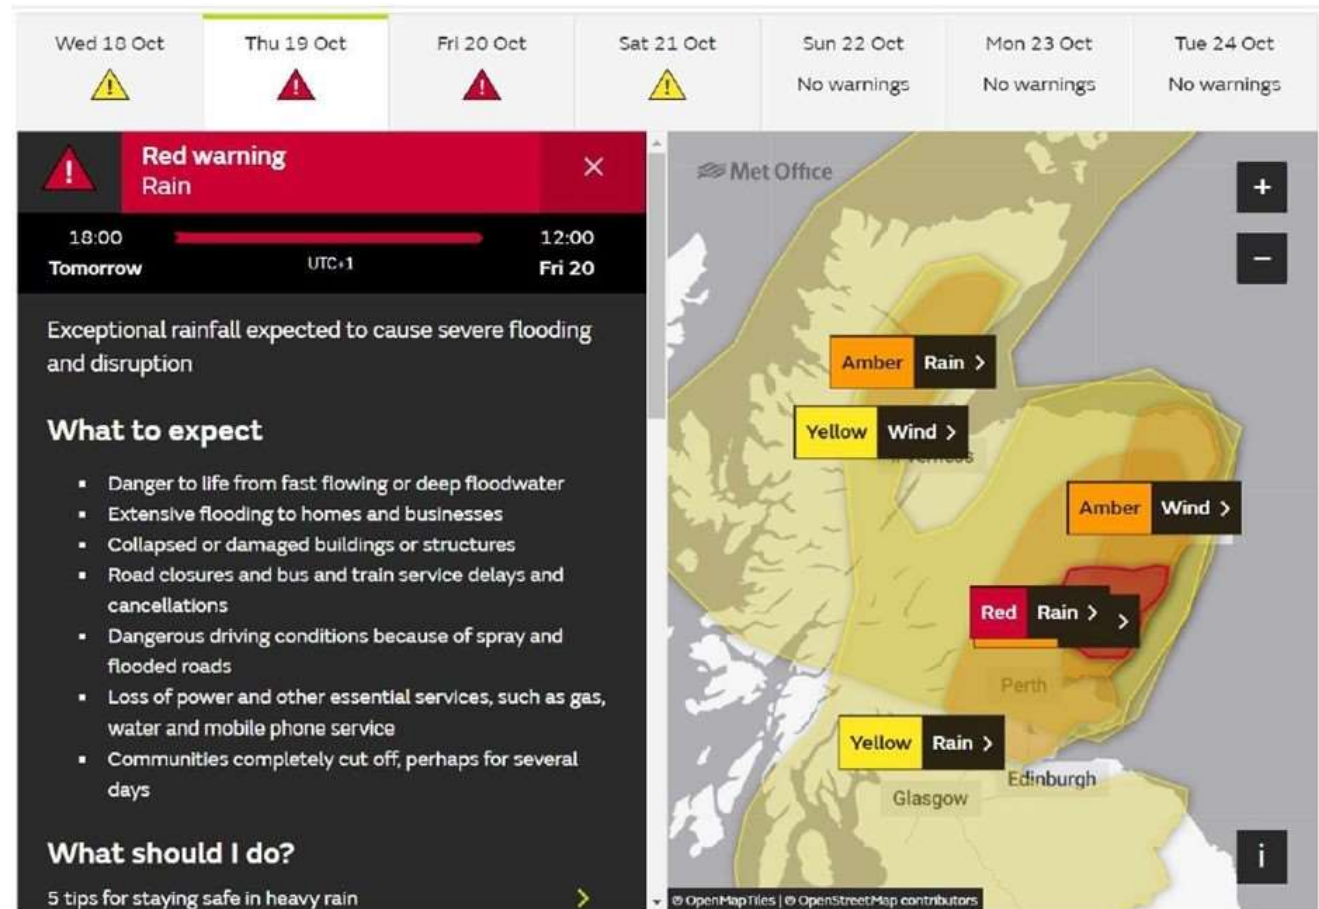 Wed 18 Oct
Thu 19 Oct
Fri 20 Oct
Sat 21 Oct
Sun 22 Oct
No warnings
Mon 23 Oct
No warnings
Tue 24 Oct
No warnings
Red warning
Rain
18:00
Tomorrow
UTC+1
12:00
Fri 20
Exceptional rainfall expected to cause severe flooding
and disruption
What to expect
Danger to life from fast flowing or deep floodwater
Extensive flooding to homes and businesses
Collapsed or damaged buildings or structures
Road closures and bus and train service delays and
cancellations
Dangerous driving conditions because of spray and
flooded roads
Loss of power and other essential services, such as gas,
water and mobile phone service
Communities completely cut off, perhaps for several
days
What should I do?
5 tips for staying safe in heavy rain
Met Office
+
−
Amber Rain >
Yellow Wind >
Amber Wind >
Red Rain >
>
Perth
Yellow Rain >
Edinburgh
Glasgow
i
© OpenMapTiles | © OpenStreetMap contributors